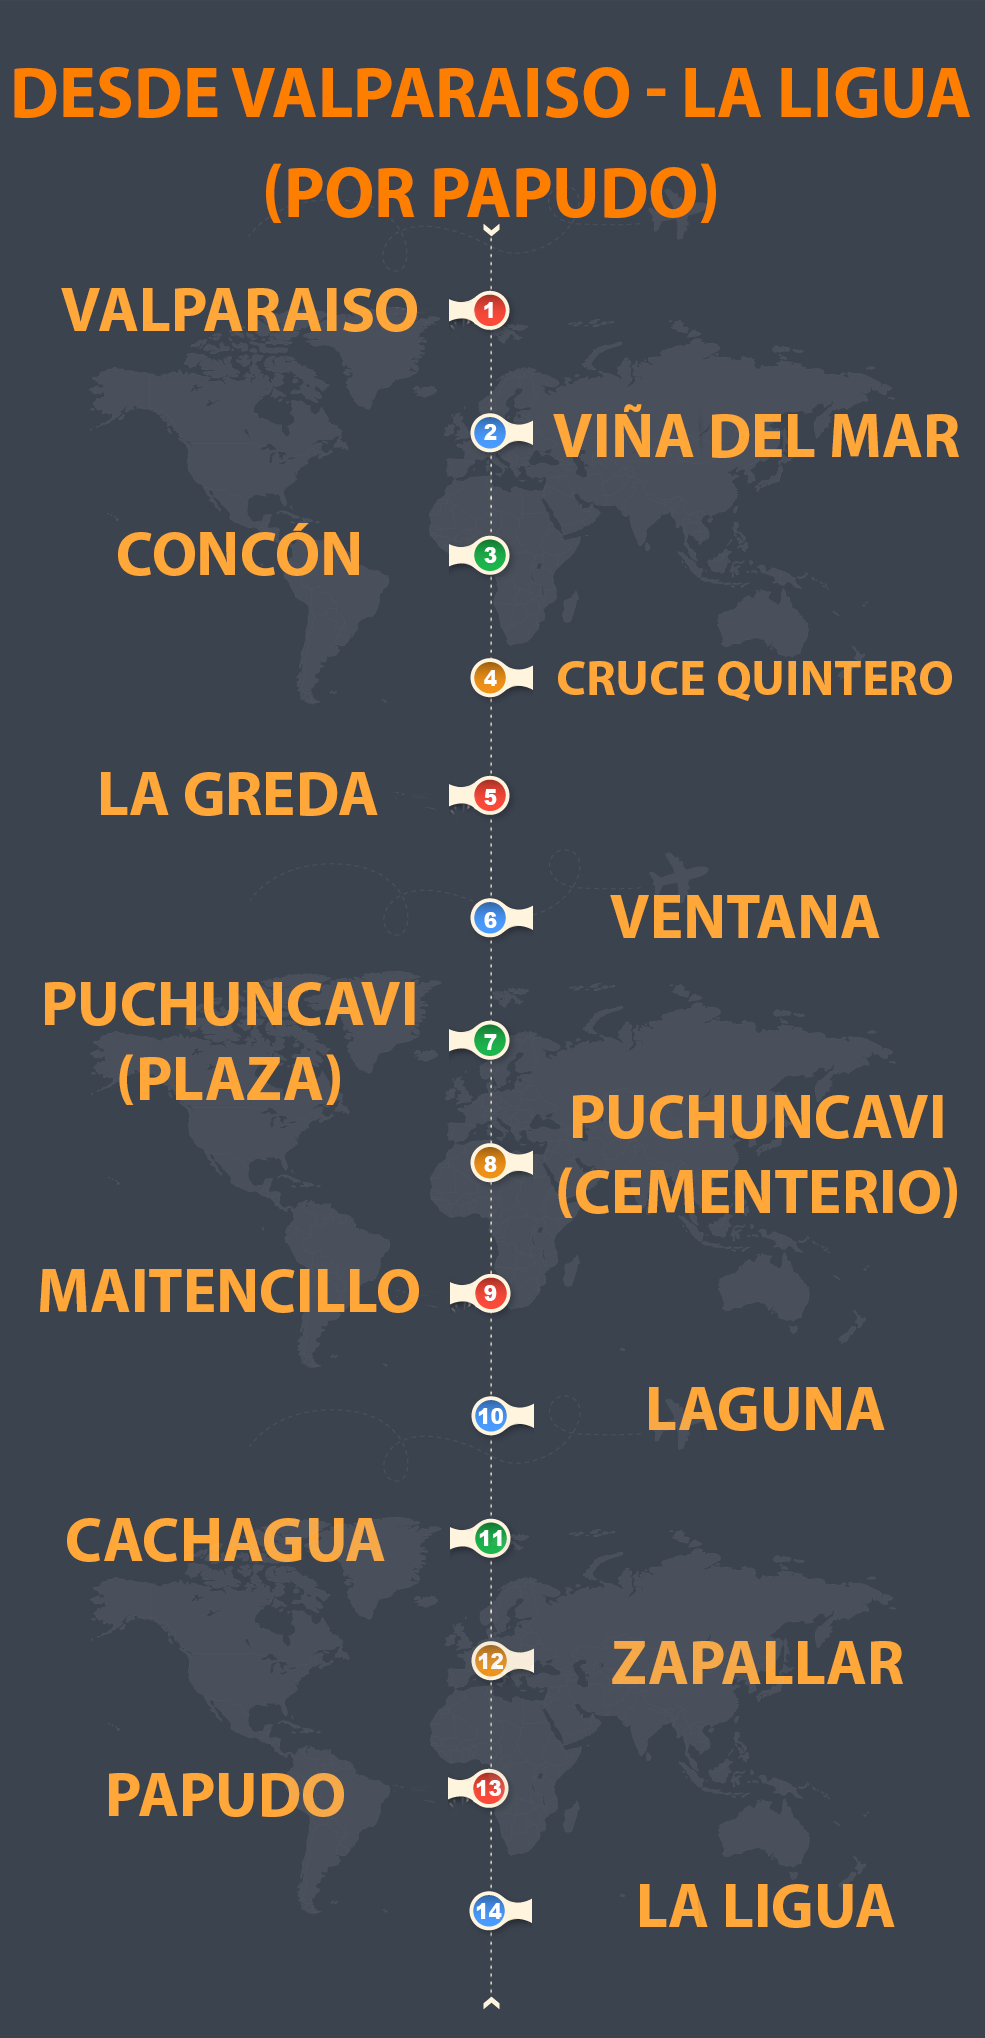 DESDE VALPARAISO - LA LIGUA
(POR PAPUDO)
VALPARAISO
1
2
VIÑA DEL MAR
CONCÓN
3
4
CRUCE QUINTERO
LA GREDA
5
6
VENTANA
PUCHUNCAVI
(PLAZA)
7
8
PUCHUNCAVI
(CEMENTERIO)
MAITENCILLO
9
10
LAGUNA
CACHAGUA
11
12
ZAPALLAR
PAPUDO
13
14
LA LIGUA